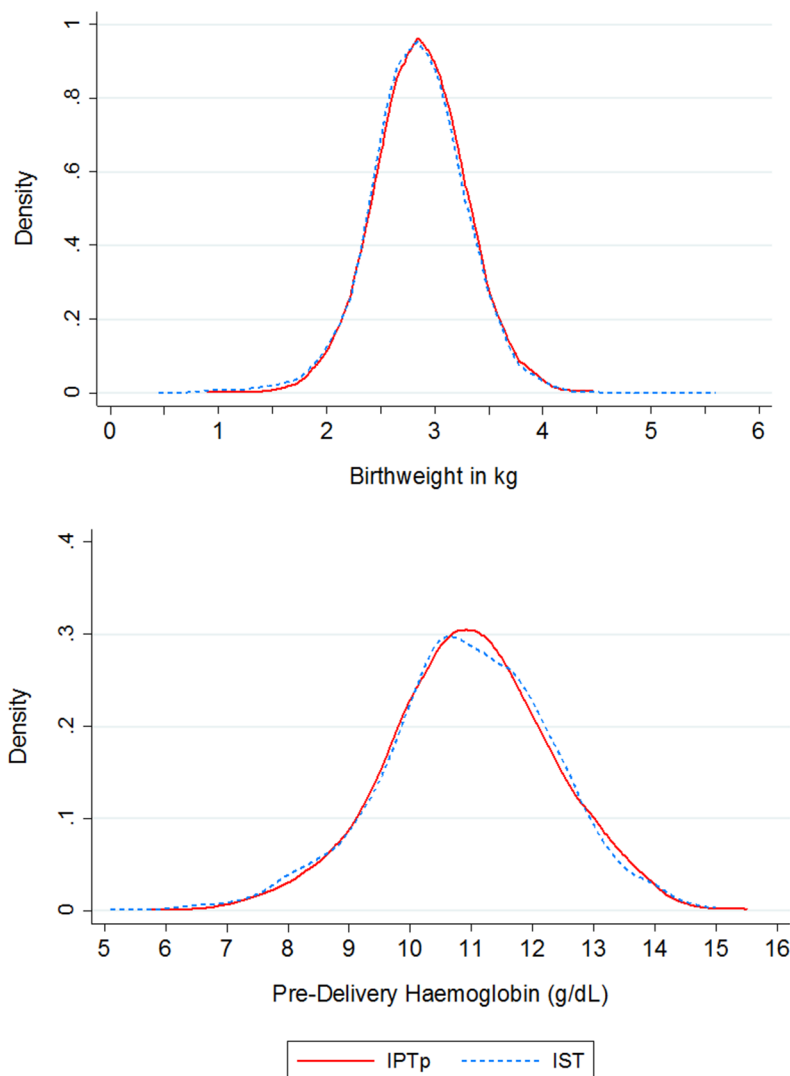 1
.8
.6
.4
.2
0
Density
0 1 2 3 4 5 6
Birthweight in kg
.4
.3
.2
.1
0
Density
5 6 7 8 9 10 11 12 13 14 15 16
Pre-Delivery Haemoglobin (g/dL)
IPTp IST